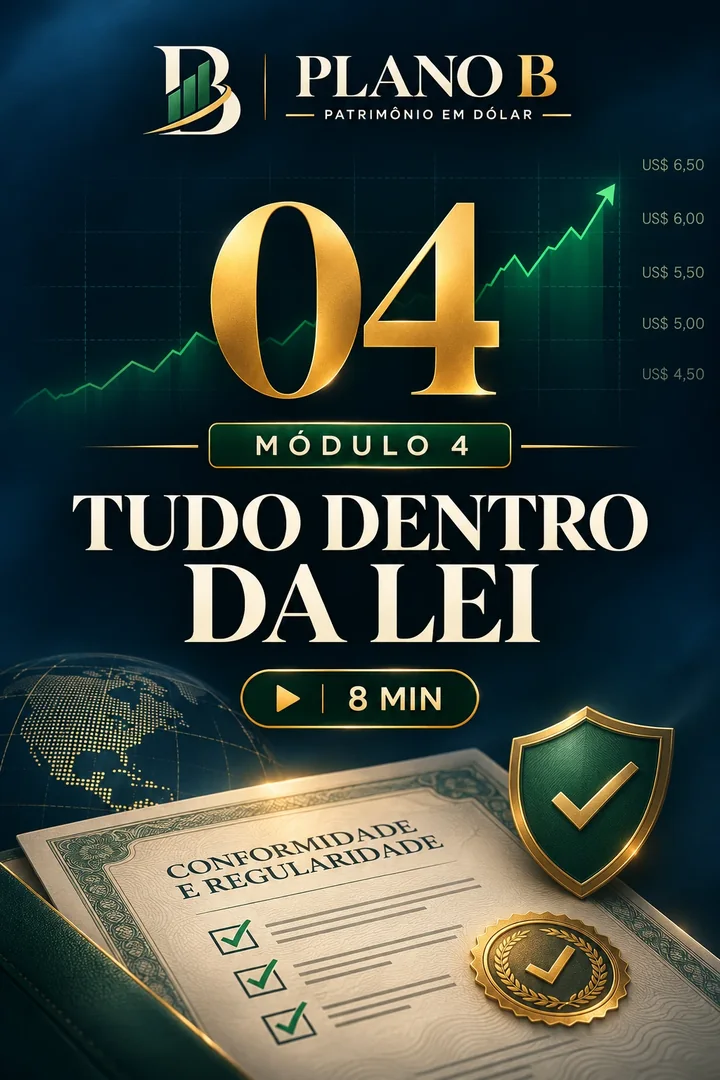 B
PLANO B
PATRIMÔNIO EM DÓLAR
US$ 6,50
US$ 6,00
US$ 5,50
US$ 5,00
US$ 4,50
04
MÓDULO 4
TUDO DENTRO
DA LEI
8 MIN
CONFORMIDADE
E REGULARIDADE